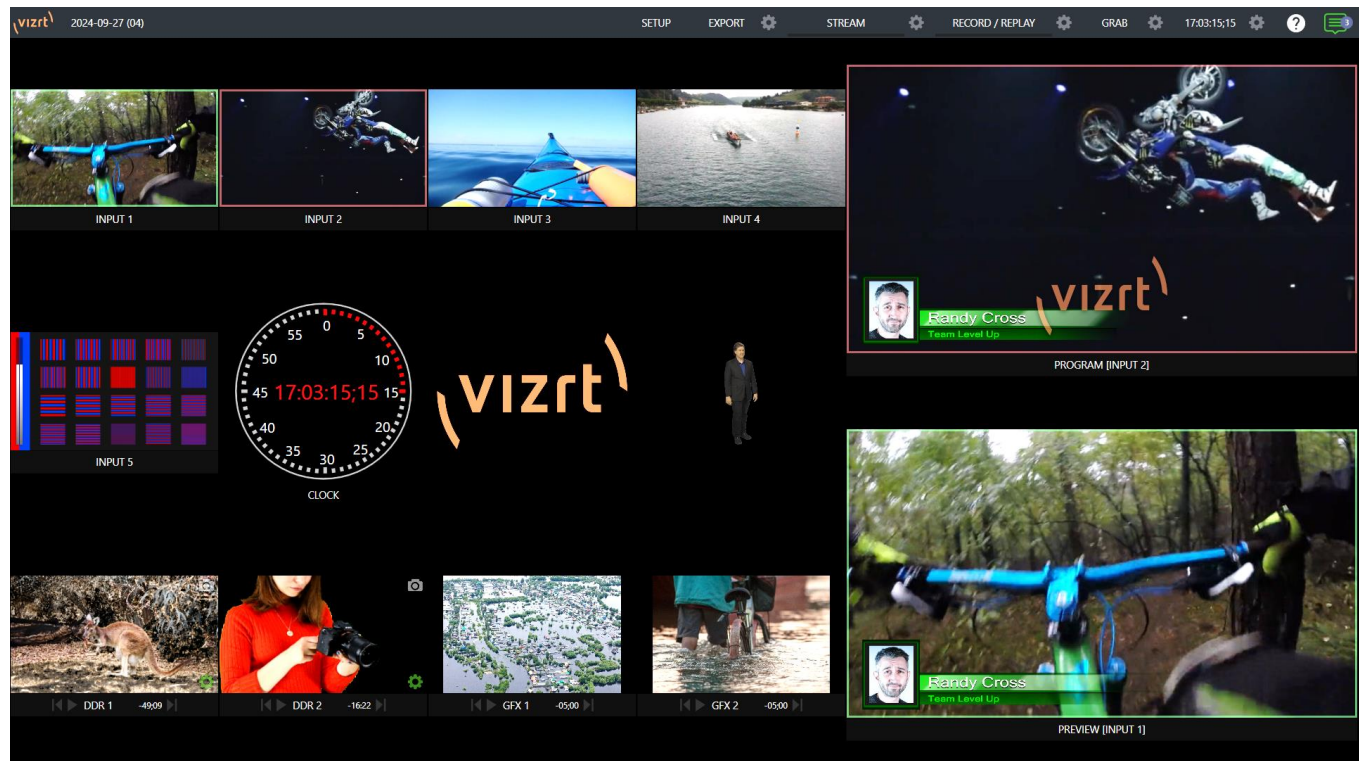 vizrt 2024-09-27 (04) SETUP EXPORT STREAM RECORD / REPLAY GRAB 17:03:15;15 ? 3
INPUT 1 INPUT 2 INPUT 3 INPUT 4
vizrt
Randy Cross
Team Level Up
PROGRAM [INPUT 2]
0
5
10
15
20
25
30
35
40
45
50
55
17:03:15;15
vizrt
INPUT 5
CLOCK
Randy Cross
Team Level Up
DDR 1 -49;09 DDR 2 -16:22 GFX 1 -05;00 GFX 2 -05;00
PREVIEW [INPUT 1]